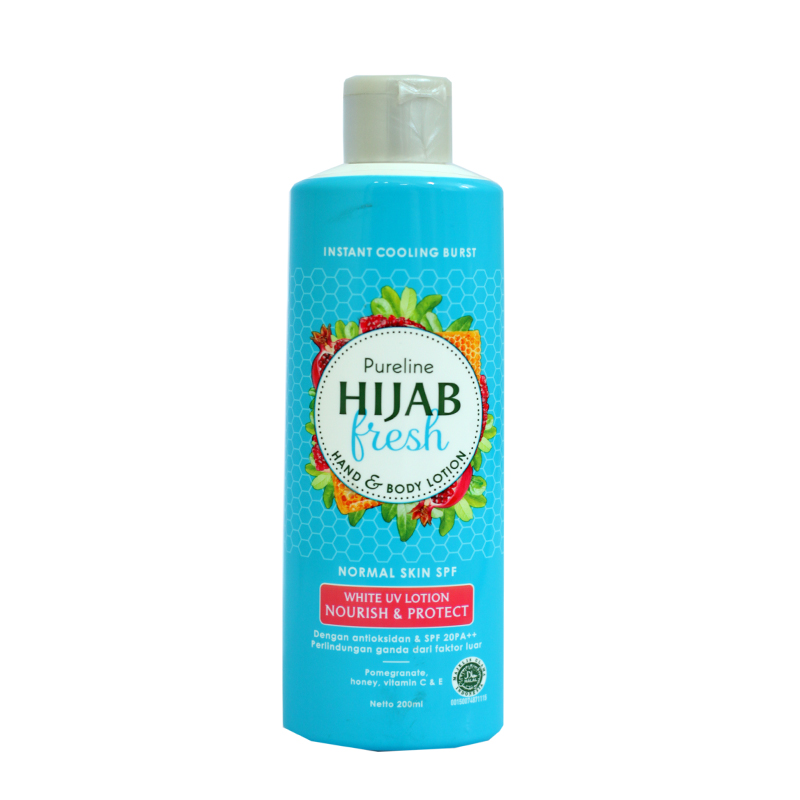 INSTANT COOLING BURST
Pureline
HIJAB
fresh
HAND & BODY LOTION
NORMAL SKIN SPF
WHITE UV LOTION
NOURISH & PROTECT
Dengan antioksidan & SPF 20PA++
Perlindungan ganda dari faktor luar
Pomegranate,
honey, vitamin C & E
Netto 200ml
HALAL